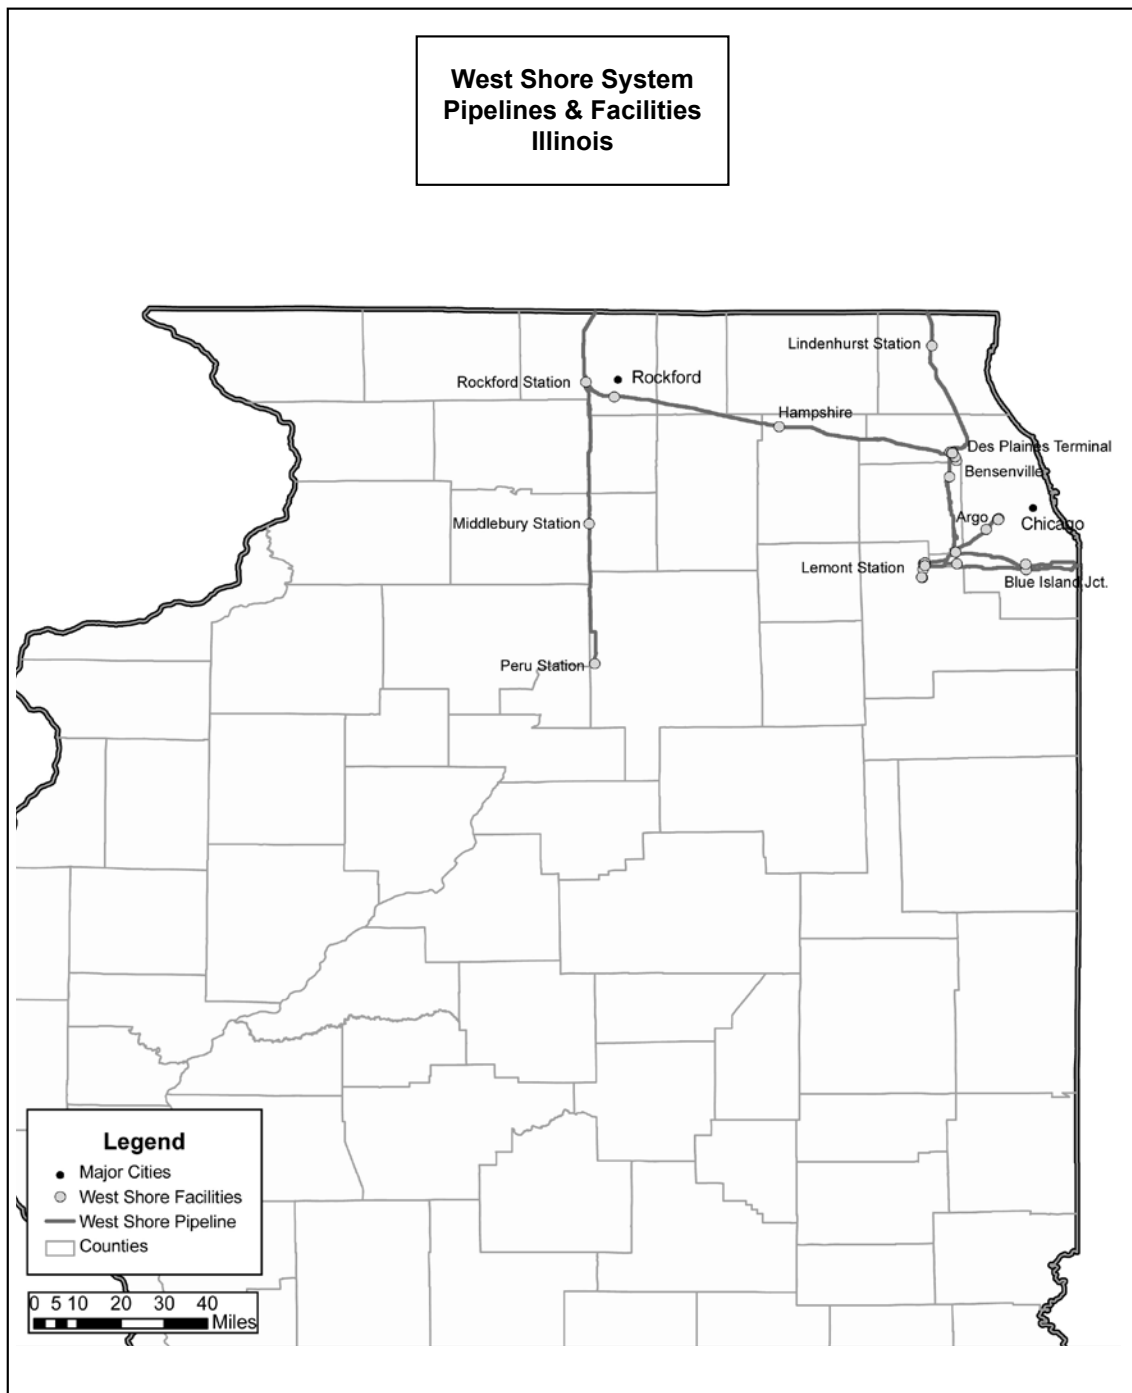 West Shore System
Pipelines & Facilities
Illinois
Lindenhurst Station
Rockford Station
Rockford
Hampshire
Des Plaines Terminal
Bensenville
Middlebury Station
Argo
Chicago
Lemont Station
Blue Island Jct.
Peru Station
Legend
Major Cities
West Shore Facilities
West Shore Pipeline
Counties
0 5 10 20 30 40
Miles